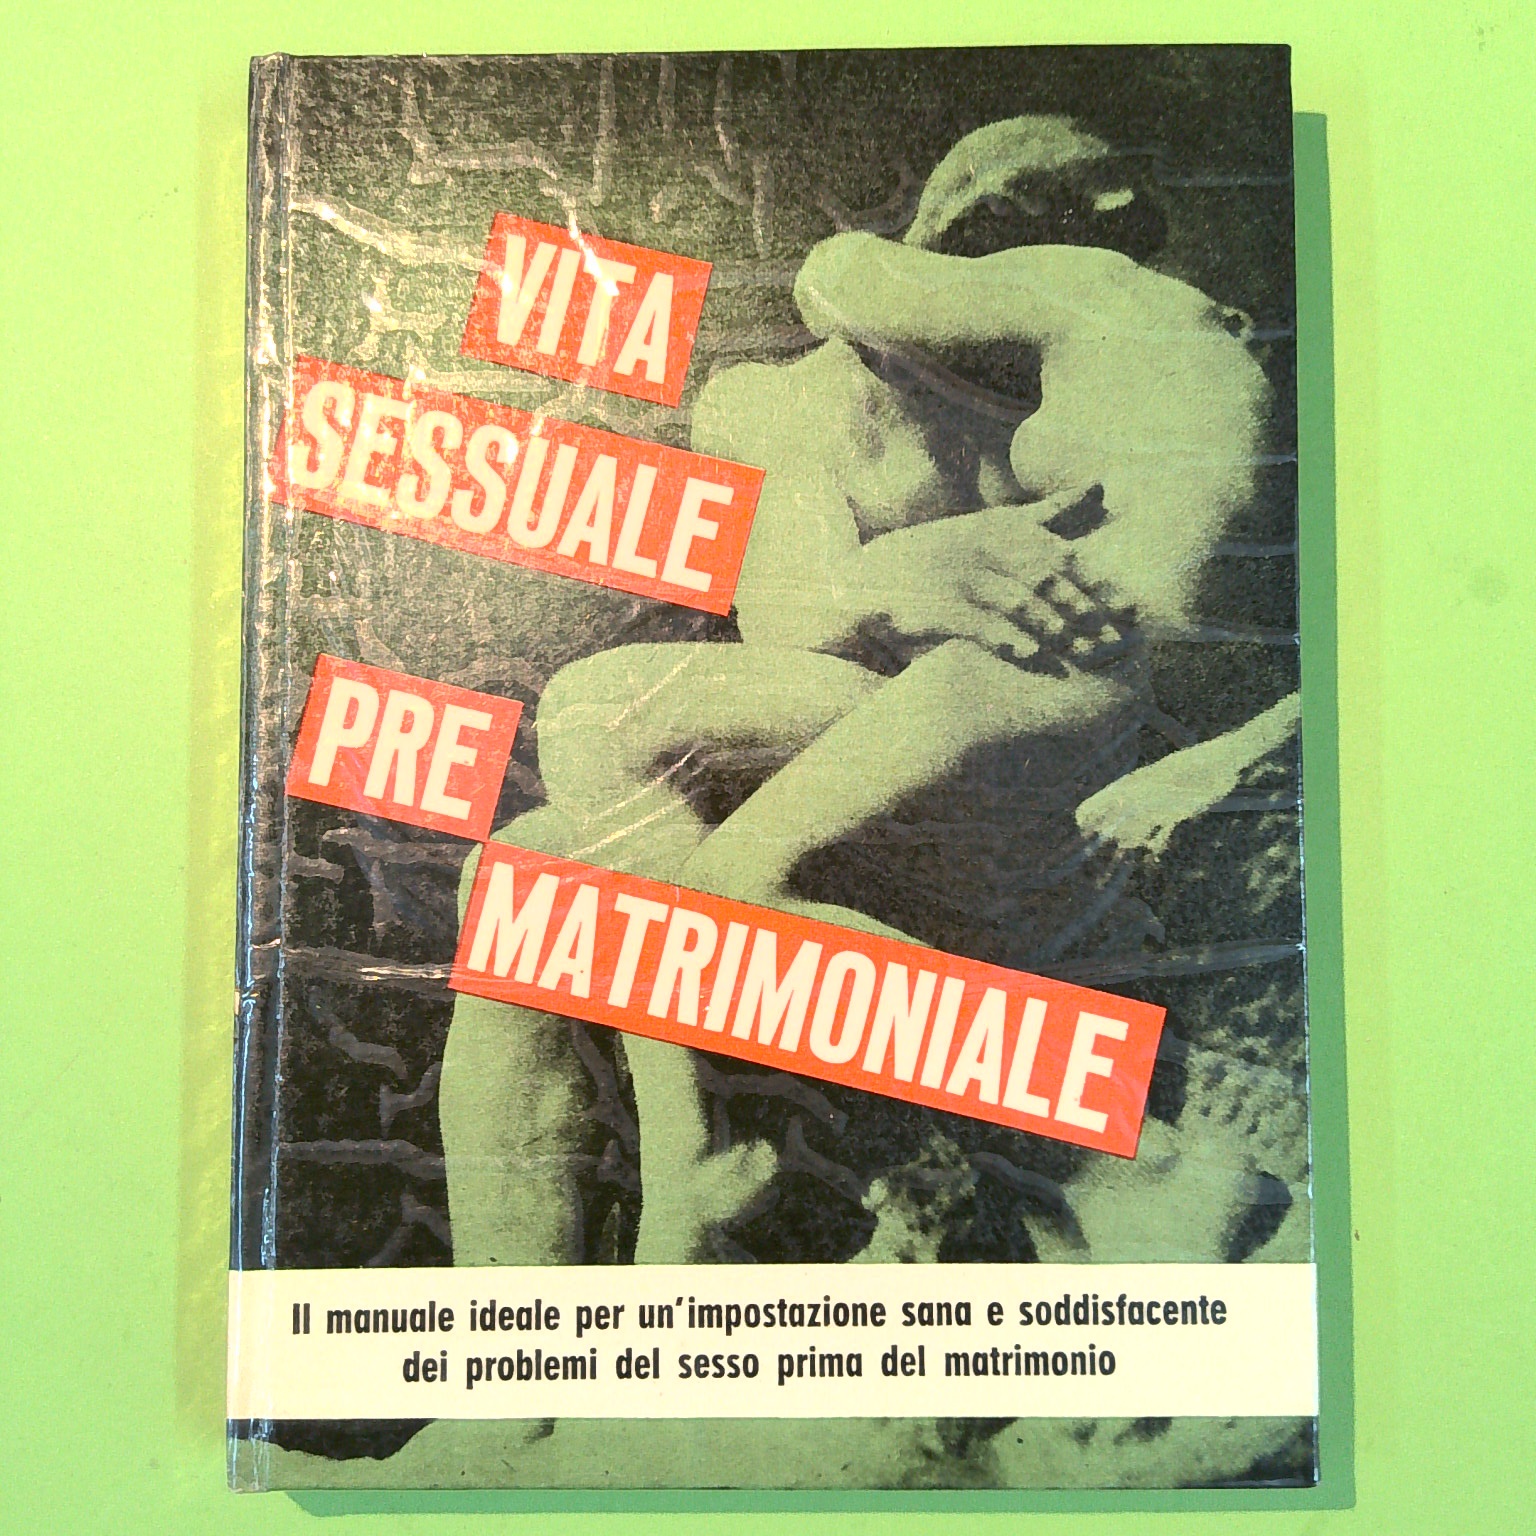 VITA
SESSUALE
PRE
MATRIMONIALE
Il manuale ideale per un'impostazione sana e soddisfacente
dei problemi del sesso prima del matrimonio